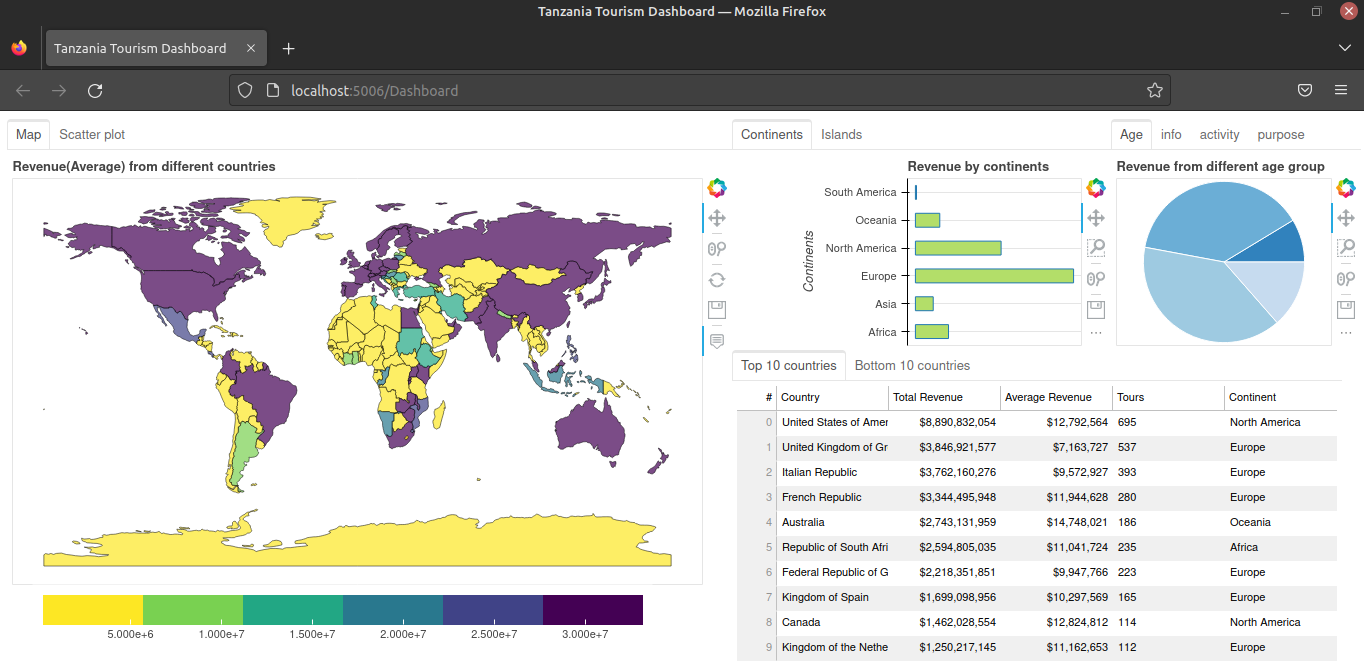 Tanzania Tourism Dashboard — Mozilla Firefox
Tanzania Tourism Dashboard
localhost:5006/Dashboard
Map Scatter plot
Revenue(Average) from different countries
5.000e+6 1.000e+7 1.500e+7 2.000e+7 2.500e+7 3.000e+7
Continents Islands
Revenue by continents
Continents
South America
Oceania
North America
Europe
Asia
Africa
Age info activity purpose
Revenue from different age group
Top 10 countries Bottom 10 countries
# Country Total Revenue Average Revenue Tours Continent
0 United States of Amer $8,890,832,054 $12,792,564 695 North America
1 United Kingdom of Gr $3,846,921,577 $7,163,727 537 Europe
2 Italian Republic $3,762,160,276 $9,572,927 393 Europe
3 French Republic $3,344,495,948 $11,944,628 280 Europe
4 Australia $2,743,131,959 $14,748,021 186 Oceania
5 Republic of South Afri $2,594,805,035 $11,041,724 235 Africa
6 Federal Republic of G $2,218,351,851 $9,947,766 223 Europe
7 Kingdom of Spain $1,699,098,956 $10,297,569 165 Europe
8 Canada $1,462,028,554 $12,824,812 114 North America
9 Kingdom of the Nethe $1,250,217,145 $11,162,653 112 Europe